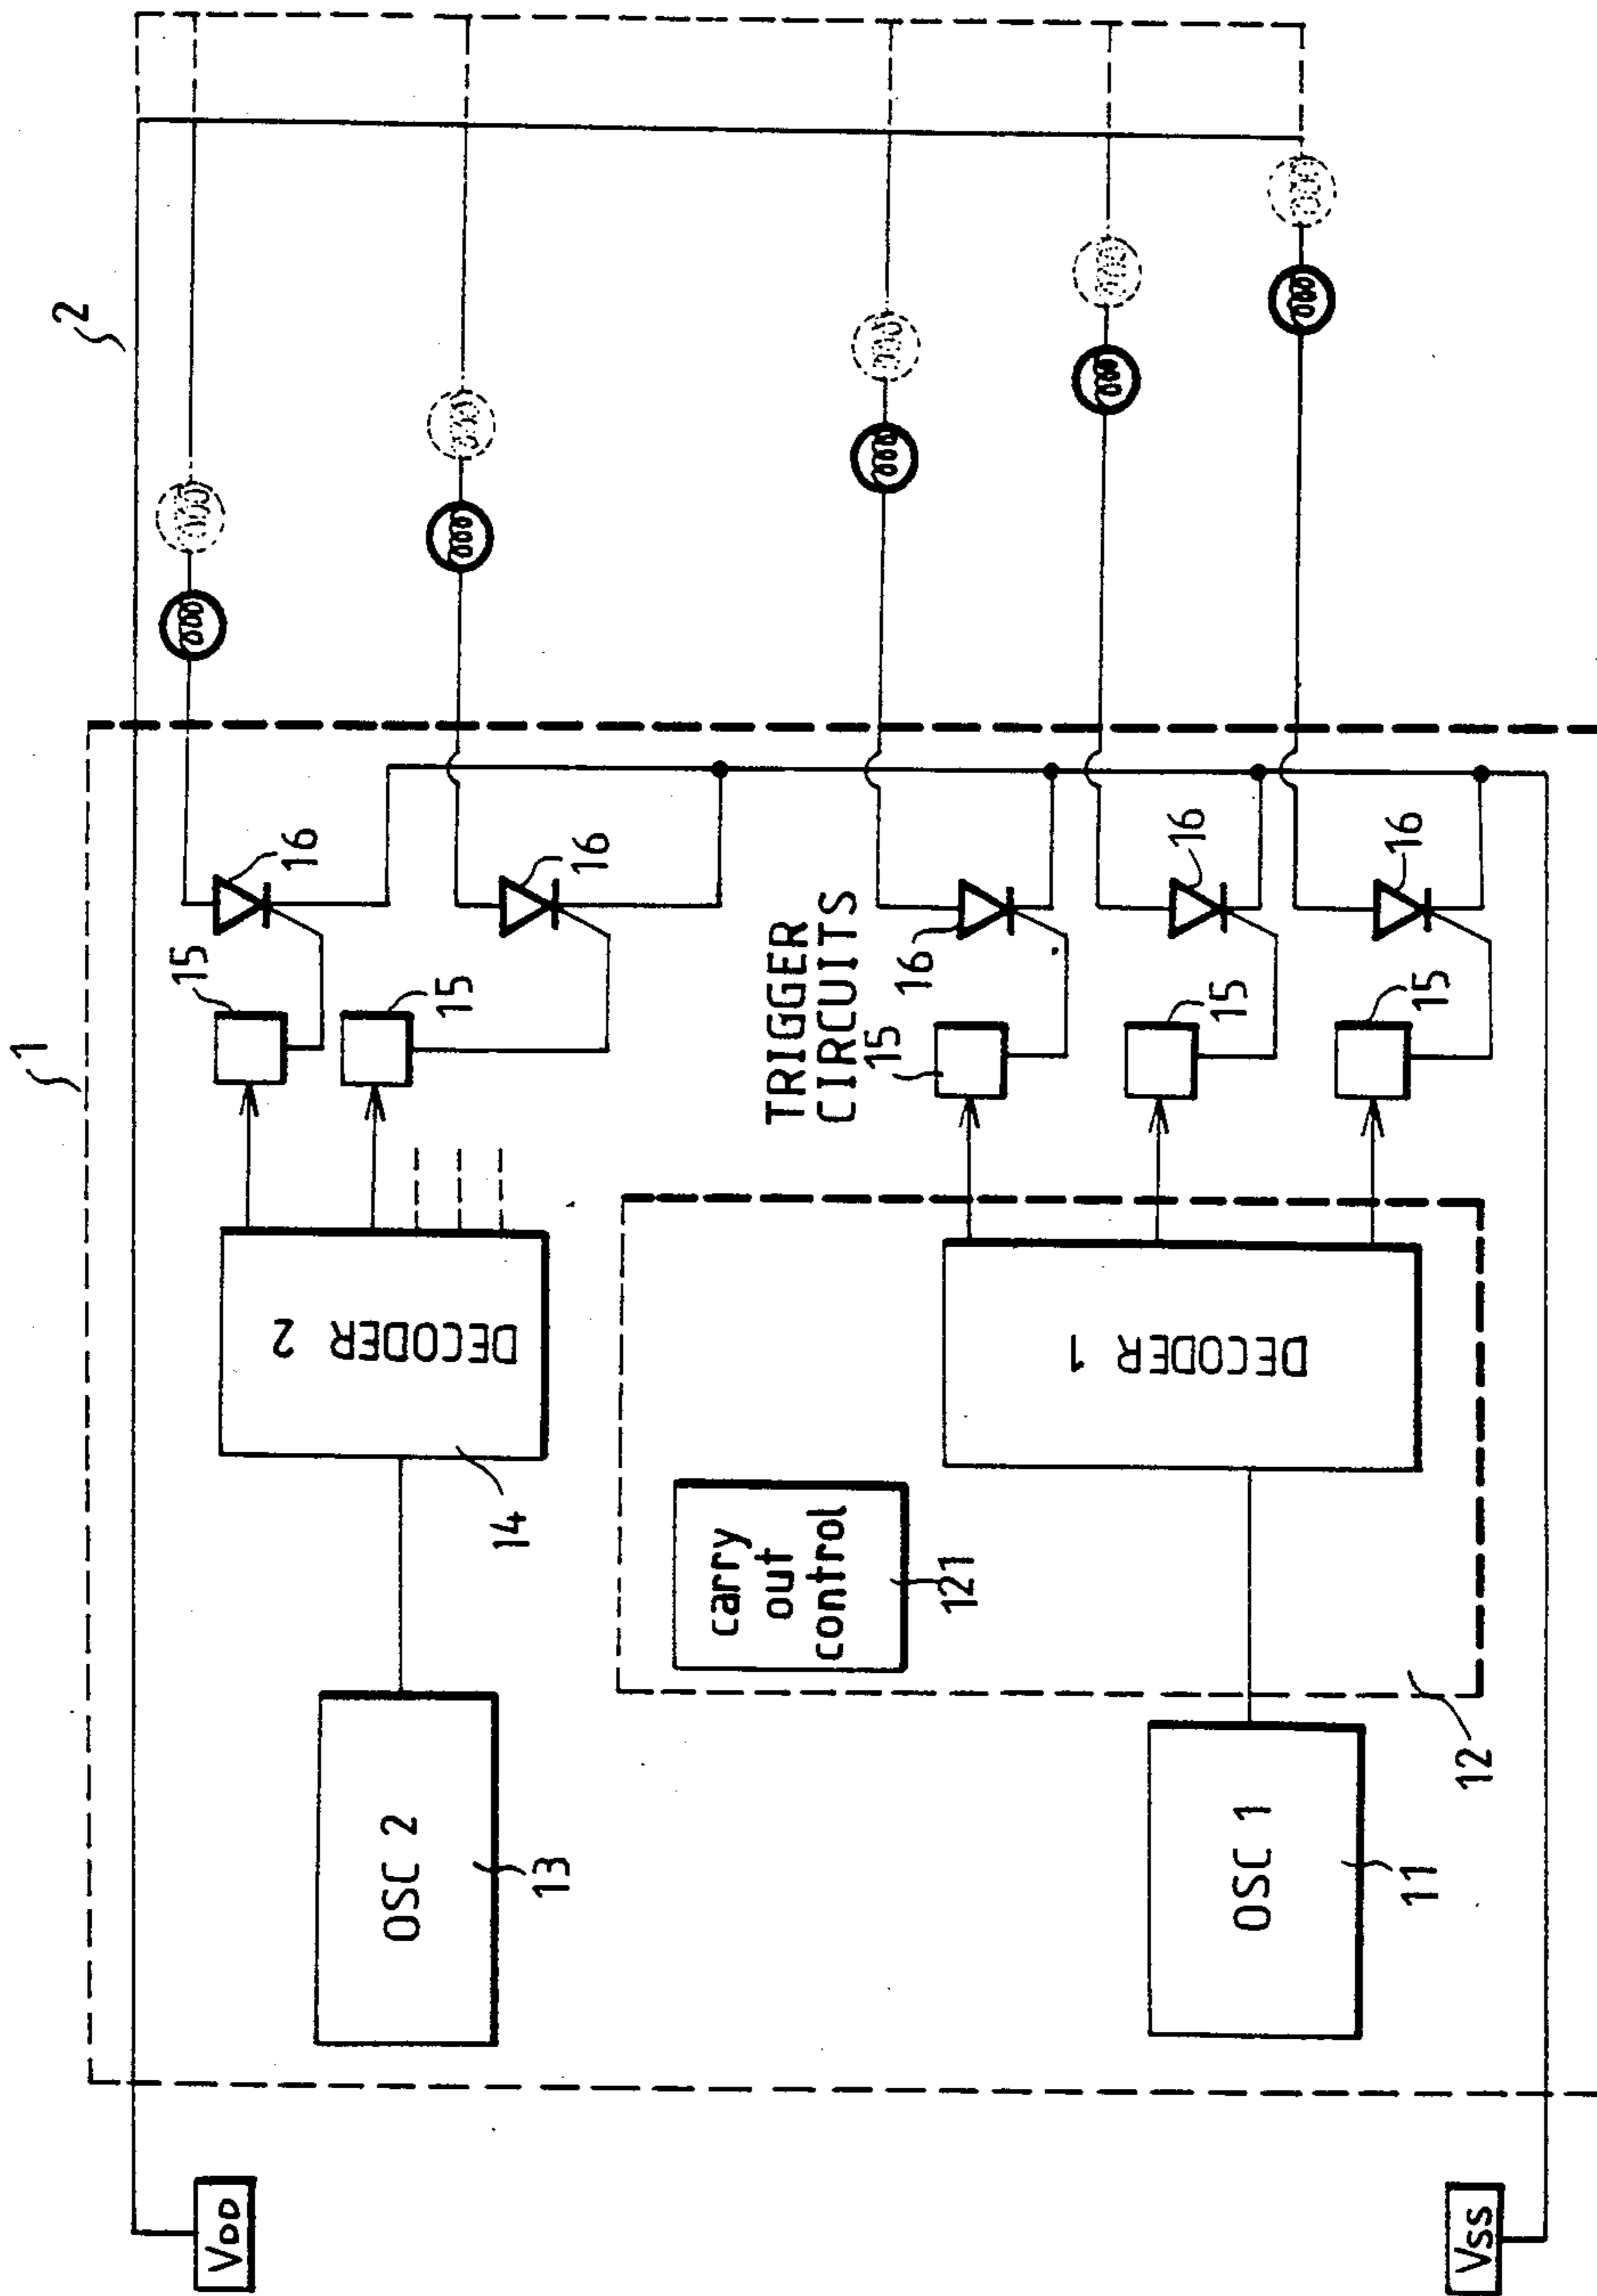 1
2
VDD
OSC 2
13
DECODER 2
14
15
15
16
16
TRIGGER
CIRCUITS
carry
out
control
121
15
15
15
16
16
16
DECODER 1
12
OSC 1
11
VSS